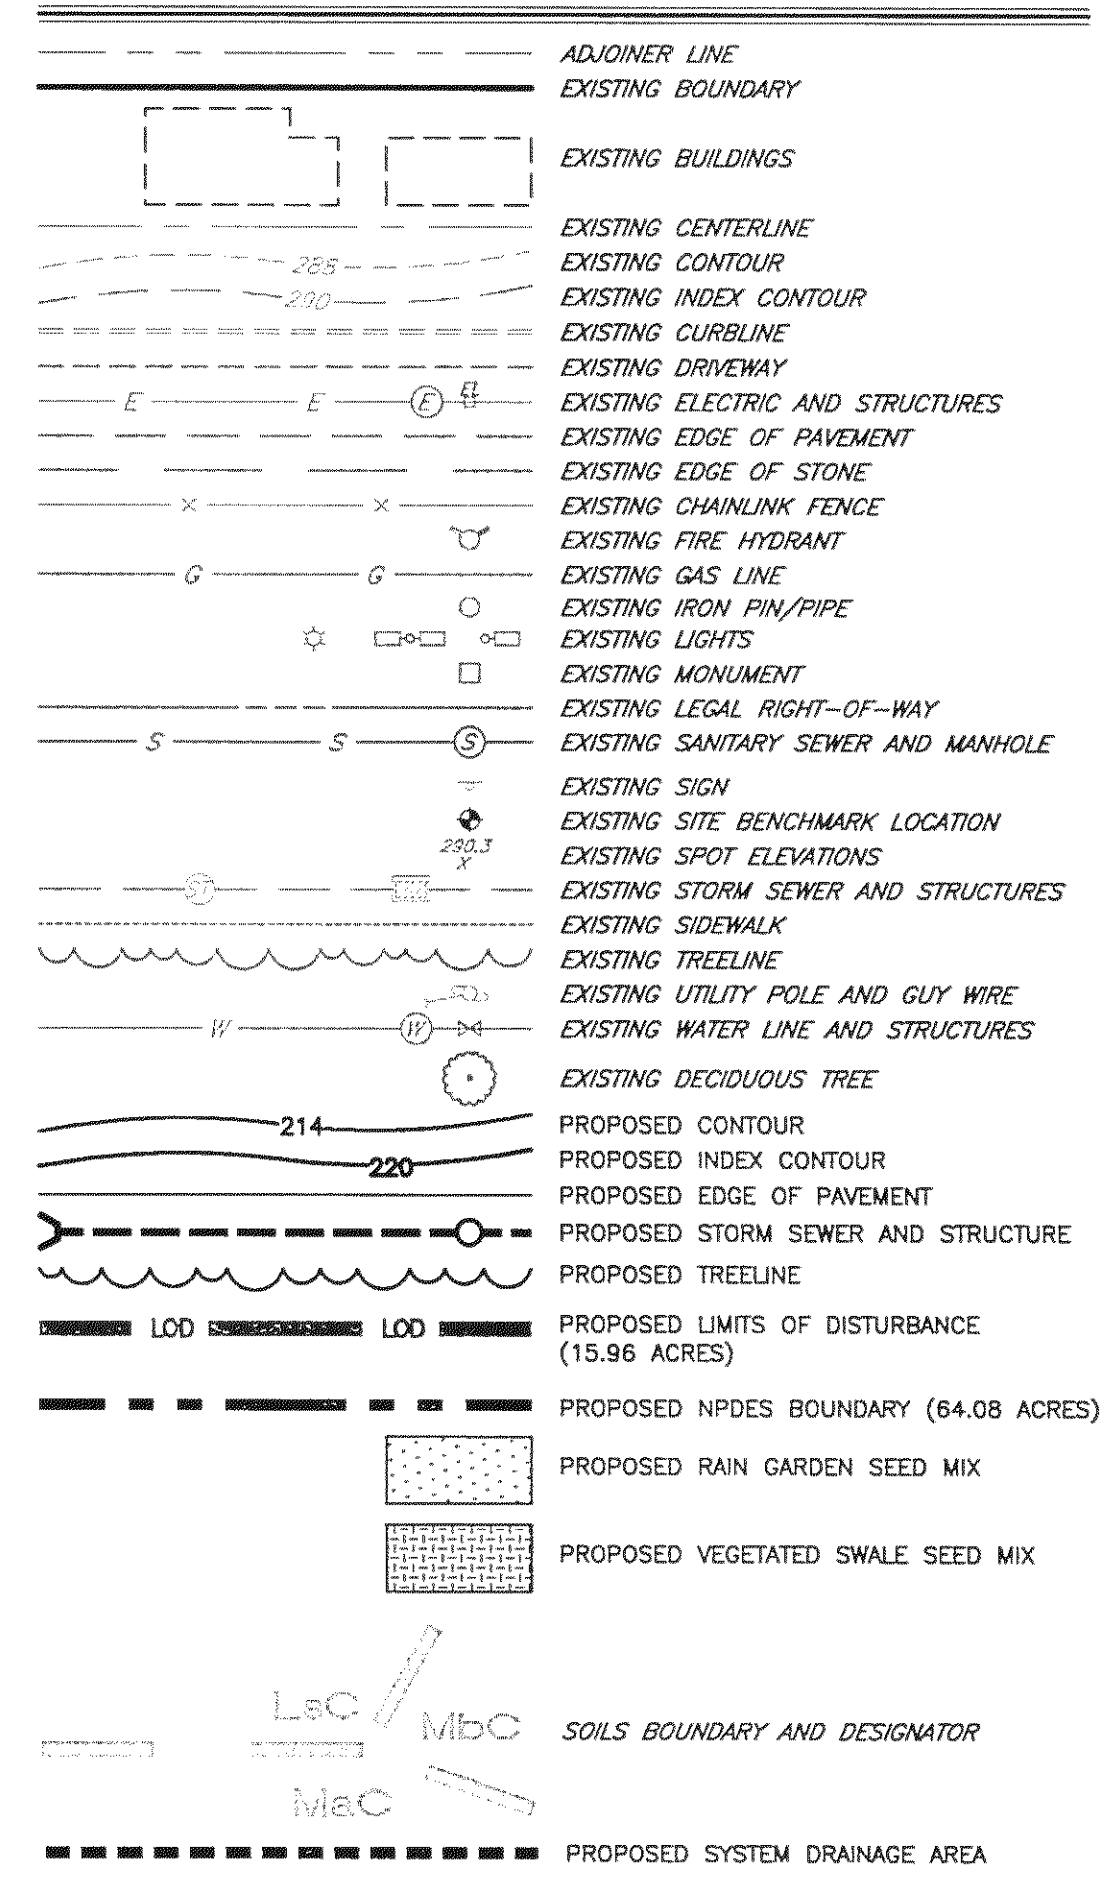 ADJOINER LINE
EXISTING BOUNDARY
EXISTING BUILDINGS
EXISTING CENTERLINE
285 EXISTING CONTOUR
290 EXISTING INDEX CONTOUR
EXISTING CURBLINE
EXISTING DRIVEWAY
E E E EXISTING ELECTRIC AND STRUCTURES
EXISTING EDGE OF PAVEMENT
EXISTING EDGE OF STONE
EXISTING CHAINLINK FENCE
EXISTING FIRE HYDRANT
G G EXISTING GAS LINE
EXISTING IRON PIN/PIPE
EXISTING LIGHTS
EXISTING MONUMENT
EXISTING LEGAL RIGHT-OF-WAY
S S S EXISTING SANITARY SEWER AND MANHOLE
EXISTING SIGN
EXISTING SITE BENCHMARK LOCATION
290.3
X EXISTING SPOT ELEVATIONS
ST EXISTING STORM SEWER AND STRUCTURES
EXISTING SIDEWALK
EXISTING TREELINE
EXISTING UTILITY POLE AND GUY WIRE
W W EXISTING WATER LINE AND STRUCTURES
EXISTING DECIDUOUS TREE
214 PROPOSED CONTOUR
220 PROPOSED INDEX CONTOUR
PROPOSED EDGE OF PAVEMENT
PROPOSED STORM SEWER AND STRUCTURE
PROPOSED TREELINE
LOD LOD PROPOSED LIMITS OF DISTURBANCE
(15.96 ACRES)
PROPOSED NPDES BOUNDARY (64.08 ACRES)
PROPOSED RAIN GARDEN SEED MIX
PROPOSED VEGETATED SWALE SEED MIX
LsC
MbC
SOILS BOUNDARY AND DESIGNATOR
MaC
PROPOSED SYSTEM DRAINAGE AREA